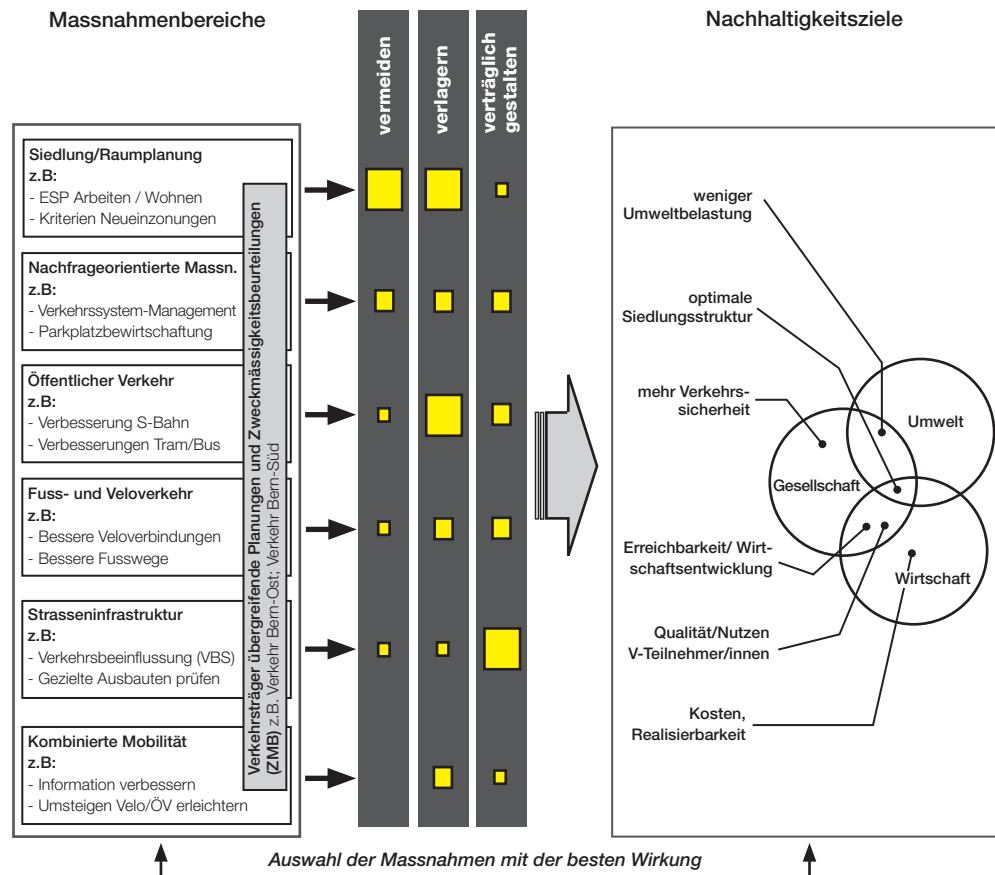 Massnahmenbereiche
vermeiden
verlagern
verträglich
gestalten
Nachhaltigkeitsziele
Siedlung/Raumplanung
z.B:
- ESP Arbeiten / Wohnen
- Kriterien Neueinzonungen
Nachfrageorientierte Massn.
z.B:
- Verkehrssystem-Management
- Parkplatzbewirtschaftung
Öffentlicher Verkehr
z.B:
- Verbesserung S-Bahn
- Verbesserungen Tram/Bus
Fuss- und Veloverkehr
z.B:
- Bessere Veloverbindungen
- Bessere Fusswege
Strasseninfrastruktur
z.B:
- Verkehrsbeeinflussung (VBS)
- Gezielte Ausbauten prüfen
Kombinierte Mobilität
z.B:
- Information verbessern
- Umsteigen Velo/ÖV erleichtern
Verkehrsträger übergreifende Planungen und Zweckmässigkeitsbeurteilungen
(ZMB) z.B. Verkehr Bern-Ost; Verkehr Bern-Süd
weniger
Umweltbelastung
optimale
Siedlungsstruktur
mehr Verkehrs-
sicherheit
Umwelt
Gesellschaft
Wirtschaft
Erreichbarkeit/ Wirt-
schaftsentwicklung
Qualität/Nutzen
V-Teilnehmer/innen
Kosten,
Realisierbarkeit
Auswahl der Massnahmen mit der besten Wirkung